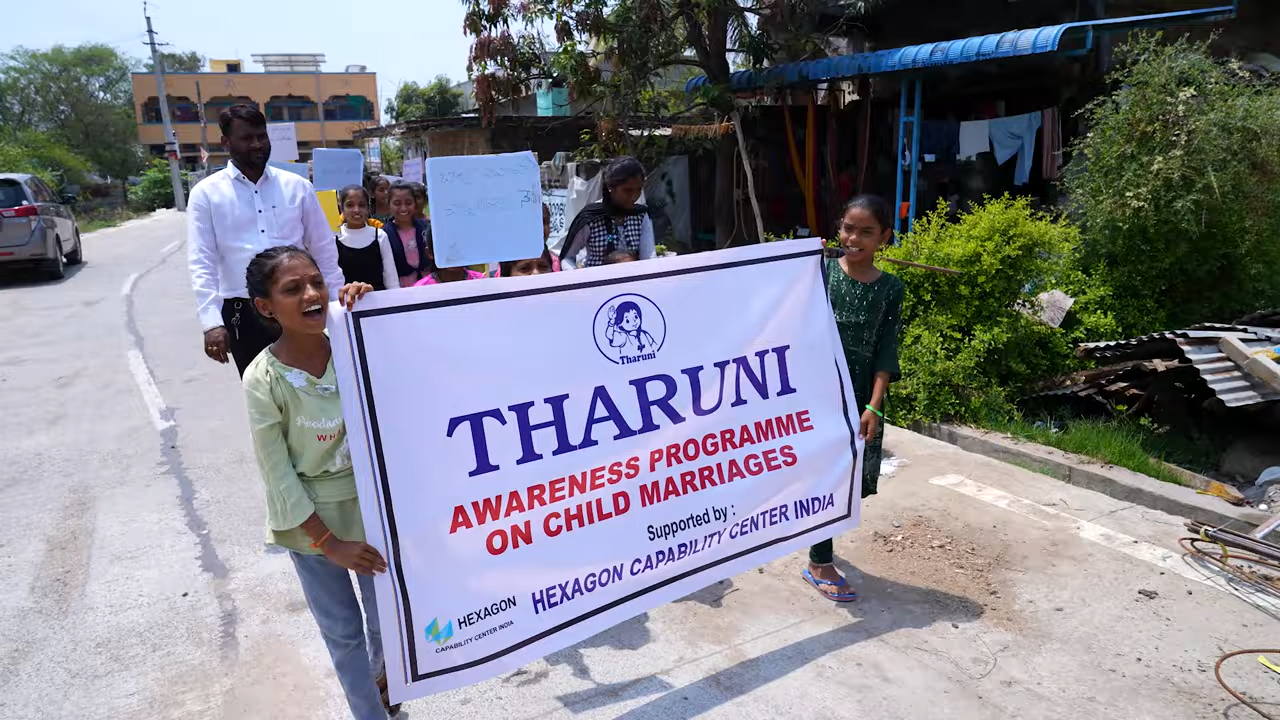 Tharuni
THARUNI
AWARENESS PROGRAMME
ON CHILD MARRIAGES
Supported by :
HEXAGON CAPABILITY CENTER INDIA
HEXAGON
CAPABILITY CENTER INDIA